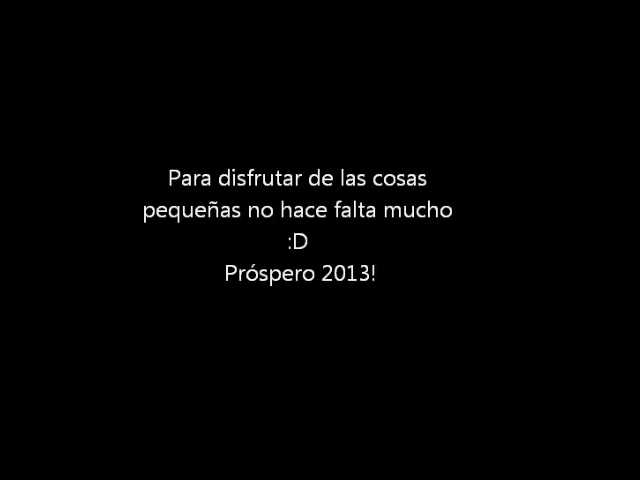 Para disfrutar de las cosas
pequeñas no hace falta mucho
:D
Próspero 2013!